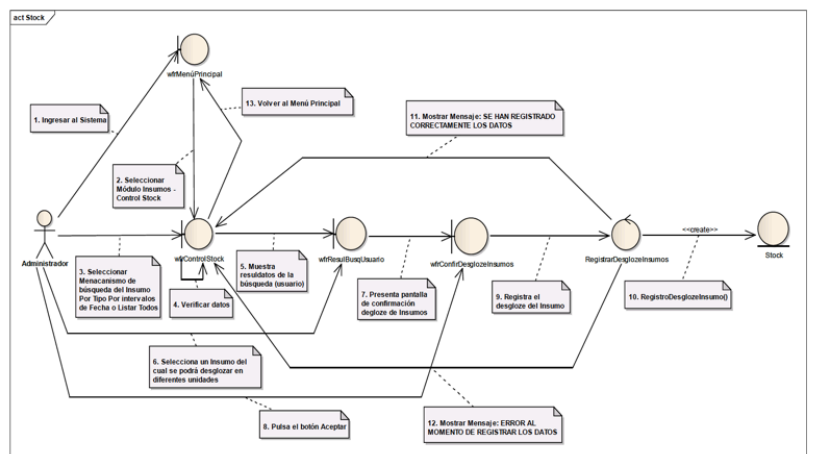 act Stock
wfrMenúPrincipal
1. Ingresar al Sistema
13. Volver al Menú Principal
11. Mostrar Mensaje: SE HAN REGISTRADO
CORRECTAMENTE LOS DATOS
2. Seleccionar
Módulo Insumos -
Control Stock
Administrador
wfrControlStock
wfrResulBusqUsuario
wfrConfirDesglozeInsumos
RegistrarDesglozeInsumos
<<create>>
Stock
3. Seleccionar
Menacanismo de
búsqueda del Insumo
Por Tipo Por intervalos
de Fecha o Listar Todos
4. Verificar datos
5. Muestra
resuldatos de la
búsqueda (usuario)
7. Presenta pantalla
de confirmación
degloze de Insumos
9. Registra el
desgloze del Insumo
10. RegistroDesglozeInsumo()
6. Selecciona un Insumo del
cual se podrá desglozar en
diferentes unidades
8. Pulsa el botón Aceptar
12. Mostrar Mensaje: ERROR AL
MOMENTO DE REGISTRAR LOS DATOS